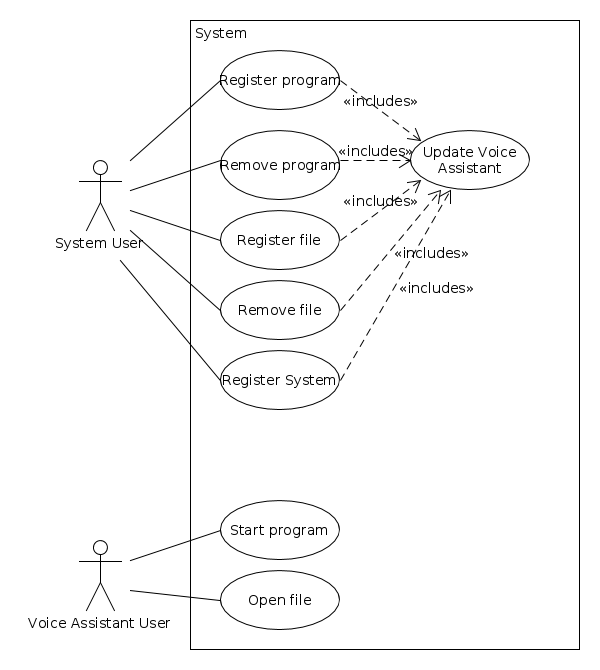 System
Register program
«includes»
Remove program
«includes»
Update Voice
Assistant
«includes»
Register file
System User
«includes»
Remove file
«includes»
Register System
Start program
Open file
Voice Assistant User